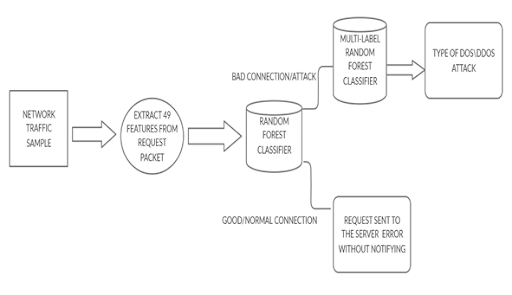 NETWORK
TRAFFIC
SAMPLE
EXTRACT 49
FEATURES FROM
REQUEST
PACKET
RANDOM
FOREST
CLASSIFIER
BAD CONNECTION/ATTACK
MULTI-LABEL
RANDOM
FOREST
CLASSIFIER
TYPE OF DOS\DDOS
ATTACK
GOOD/NORMAL CONNECTION
REQUEST SENT TO
THE SERVER ERROR
WITHOUT NOTIFYING